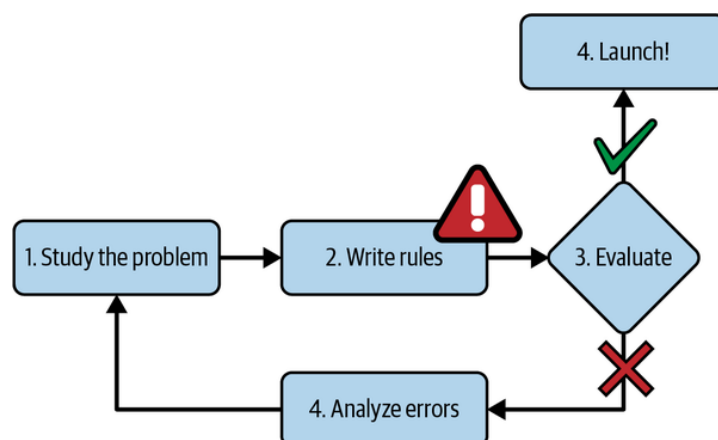 4. Launch!
!
1. Study the problem
2. Write rules
3. Evaluate
4. Analyze errors